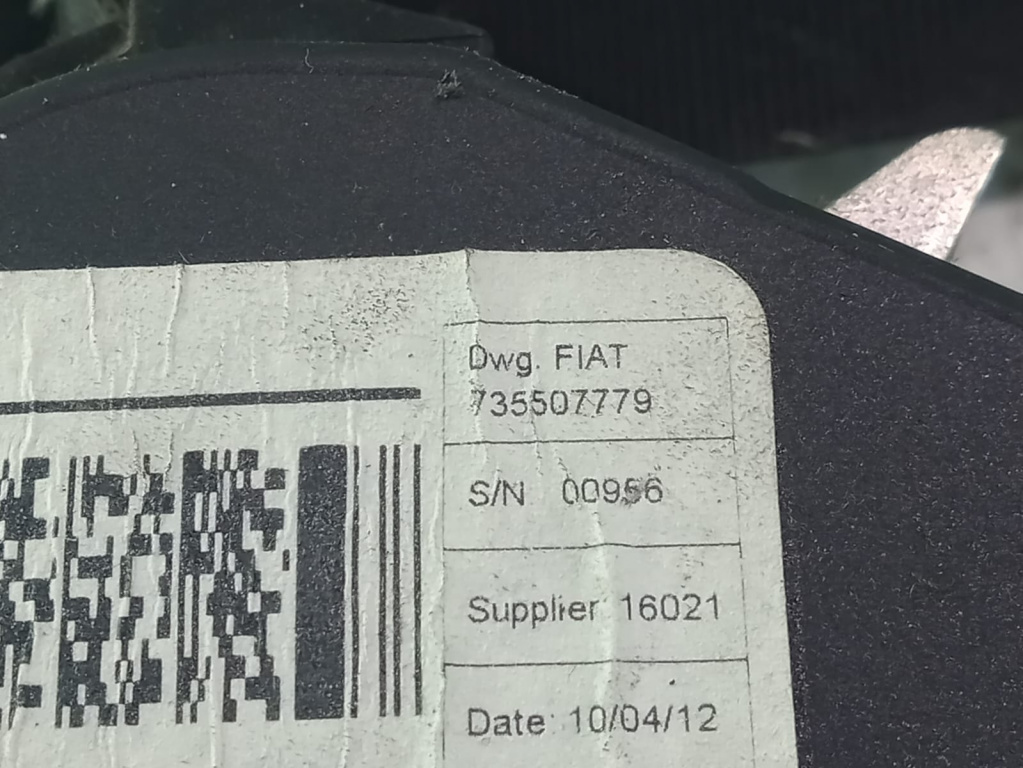 Dwg. FIAT
735507779
S/N 00956
Supplier 16021
Date: 10/04/12